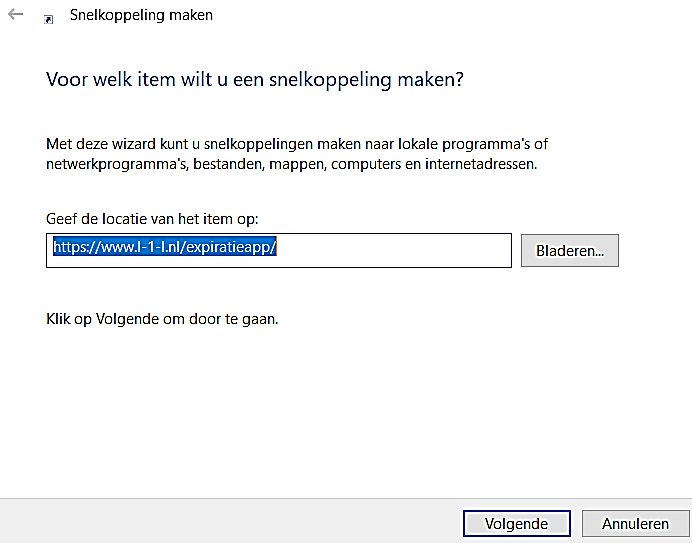 Snelkoppeling maken
Voor welk item wilt u een snelkoppeling maken?
Met deze wizard kunt u snelkoppelingen maken naar lokale programma's of
netwerkprogramma's, bestanden, mappen, computers en internetadressen.
Geef de locatie van het item op:
https://www.l-1-l.nl/expiratieapp/
Bladeren...
Klik op Volgende om door te gaan.
Volgende
Annuleren